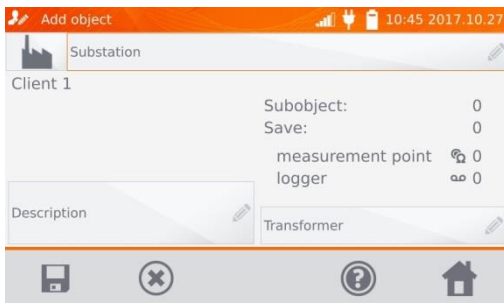 Add object 10:45 2017.10.27
Substation
Client 1
Subobject: 0
Save: 0
measurement point 0
logger 0
Description
Transformer